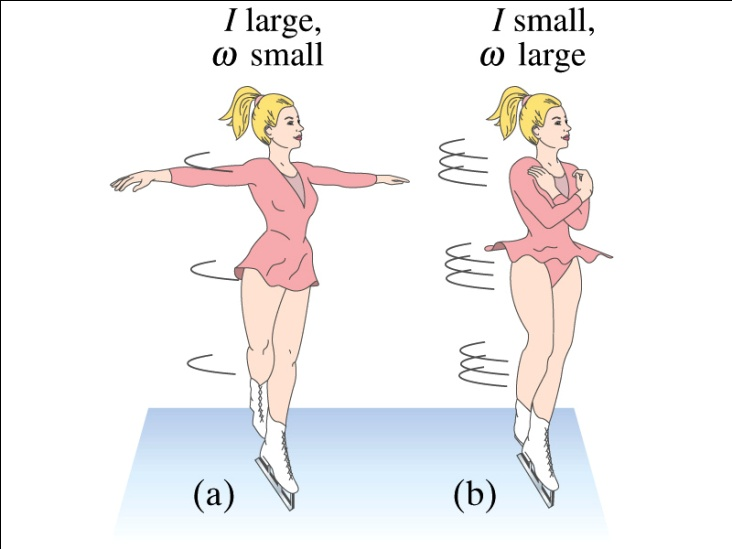 I large,
ω small
I small,
ω large
(a)
(b)